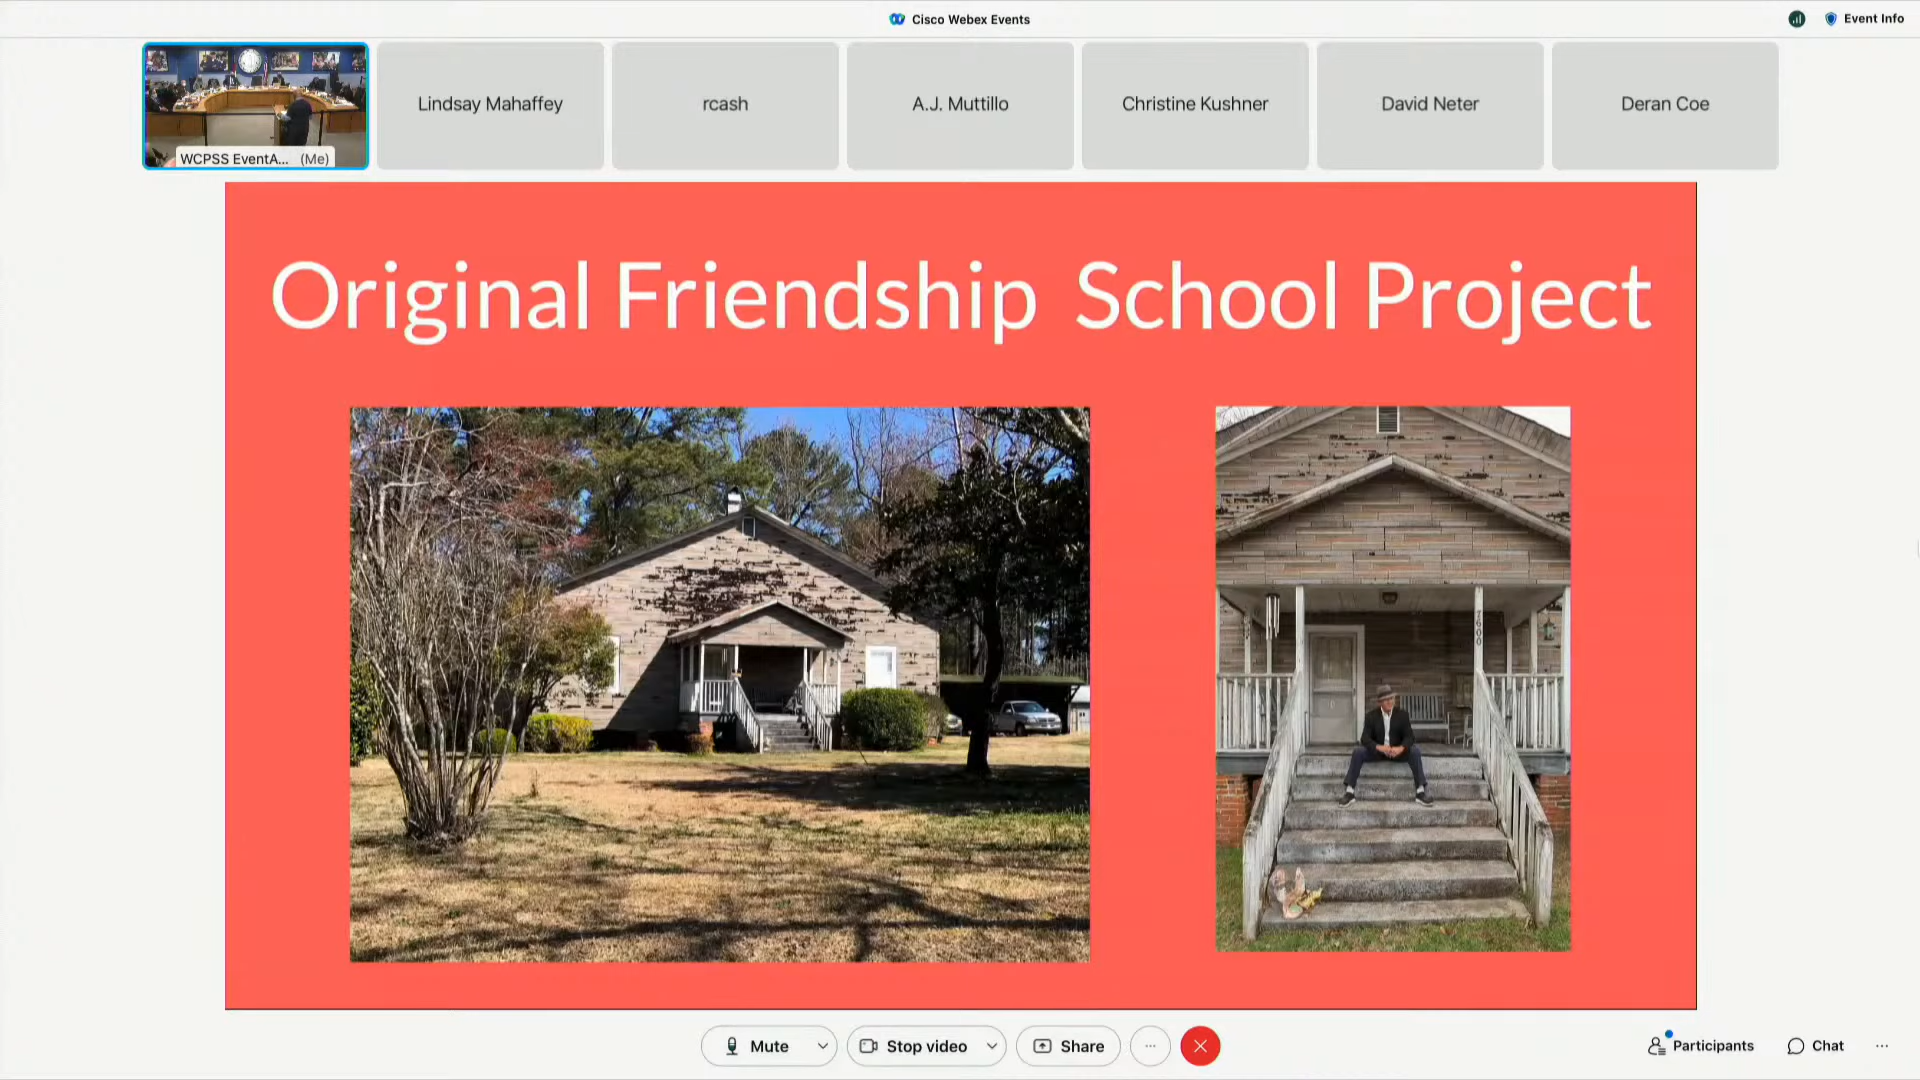 Cisco Webex Events
Event Info
WCPSS EventA... (Me)
Lindsay Mahaffey
rcash
A.J. Muttillo
Christine Kushner
David Neter
Deran Coe
Original Friendship School Project
7600
Mute
Stop video
Share
Participants
Chat